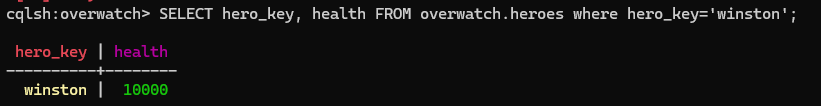 cqlsh:overwatch> SELECT hero_key, health FROM overwatch.heroes where hero_key='winston';
hero_key | health
----------+--------
winston | 10000